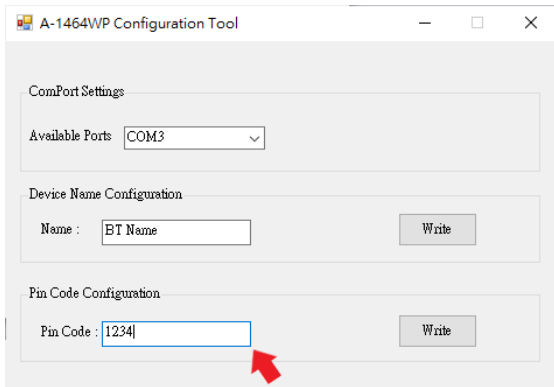 A-1464WP Configuration Tool
ComPort Settings
Available Ports COM3
Device Name Configuration
Name : BT Name Write
Pin Code Configuration
Pin Code : 1234 Write